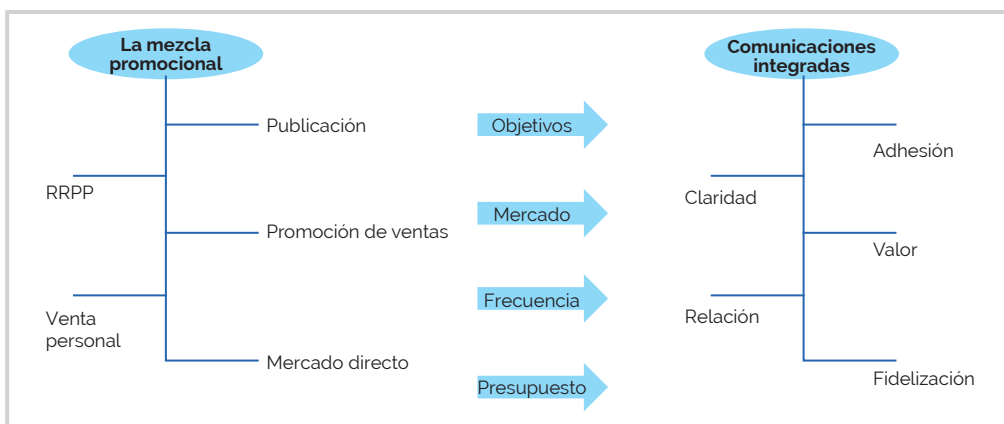 La mezcla
promocional
Publicación
RRPP
Promoción de ventas
Venta
personal
Mercado directo
Objetivos
Mercado
Frecuencia
Presupuesto
Comunicaciones
integradas
Adhesión
Claridad
Valor
Relación
Fidelización